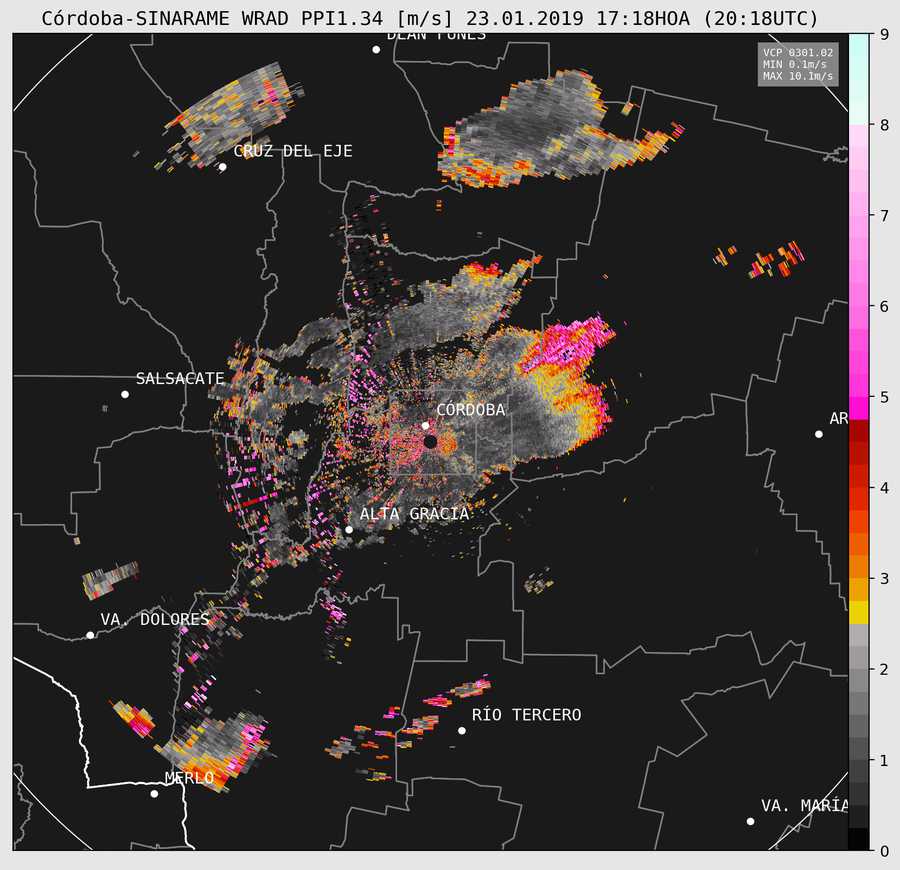 Córdoba-SINARAME WRAD PPI1.34 [m/s] 23.01.2019 17:18HOA (20:18UTC)
DEAN FUNES
VCP 0301.02
MIN 0.1m/s
MAX 10.1m/s
CRUZ DEL EJE
SALSACATE
CÓRDOBA
AR
ALTA GRACIA
VA. DOLORES
RÍO TERCERO
MERLO
VA. MARÍA
9
8
7
6
5
4
3
2
1
0